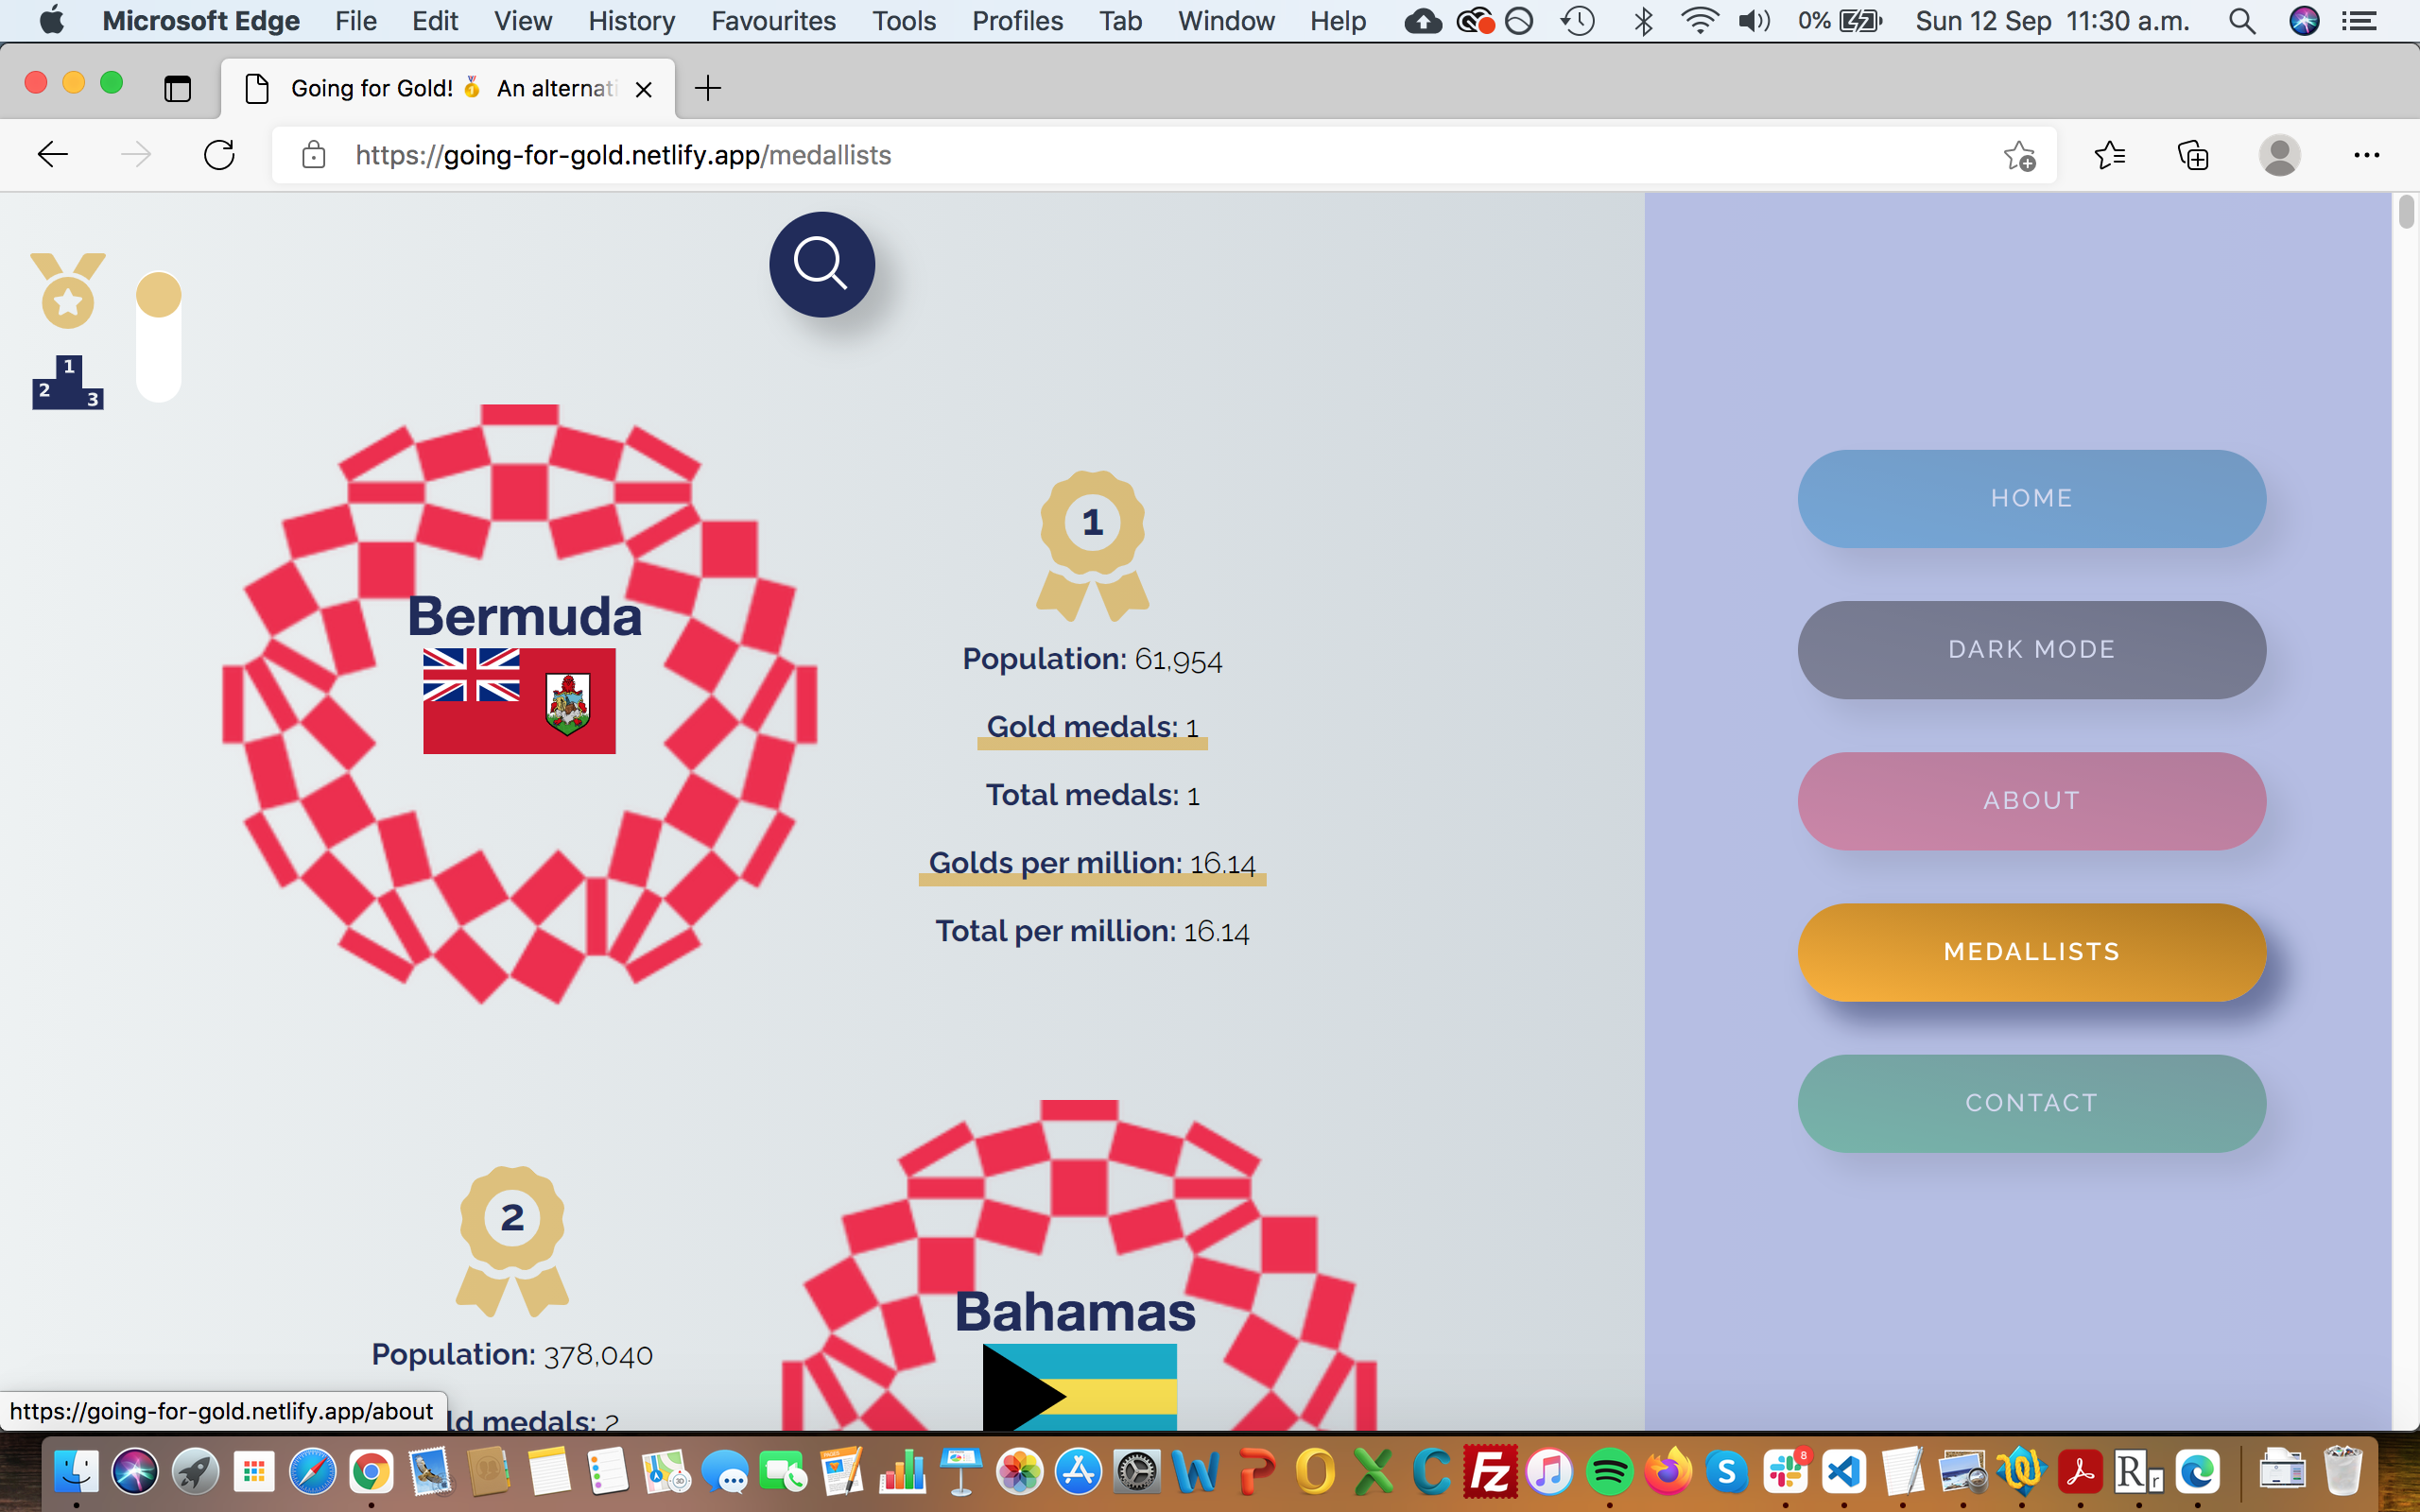 Microsoft Edge File Edit View History Favourites Tools Profiles Tab Window Help 0% Sun 12 Sep 11:30 a.m.
Going for Gold! 🥇 An alternati
https://going-for-gold.netlify.app/medallists
1
2
3
HOME
DARK MODE
ABOUT
MEDALLISTS
CONTACT
Bermuda
1
Population: 61,954
Gold medals: 1
Total medals: 1
Golds per million: 16.14
Total per million: 16.14
2
Bahamas
Population: 378,040
ld medals: 2
https://going-for-gold.netlify.app/about
30
W P O X C Fz S 8 R r